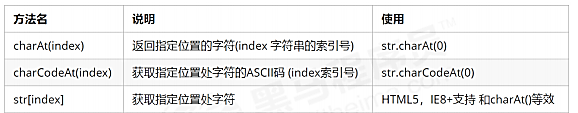 方法名 说明 使用
charAt(index) 返回指定位置的字符(index 字符串的索引号) str.charAt(0)
charCodeAt(index) 获取指定位置处字符的ASCII码 (index索引号) str.charCodeAt(0)
str[index] 获取指定位置处字符 HTML5，IE8+支持 和charAt()等效